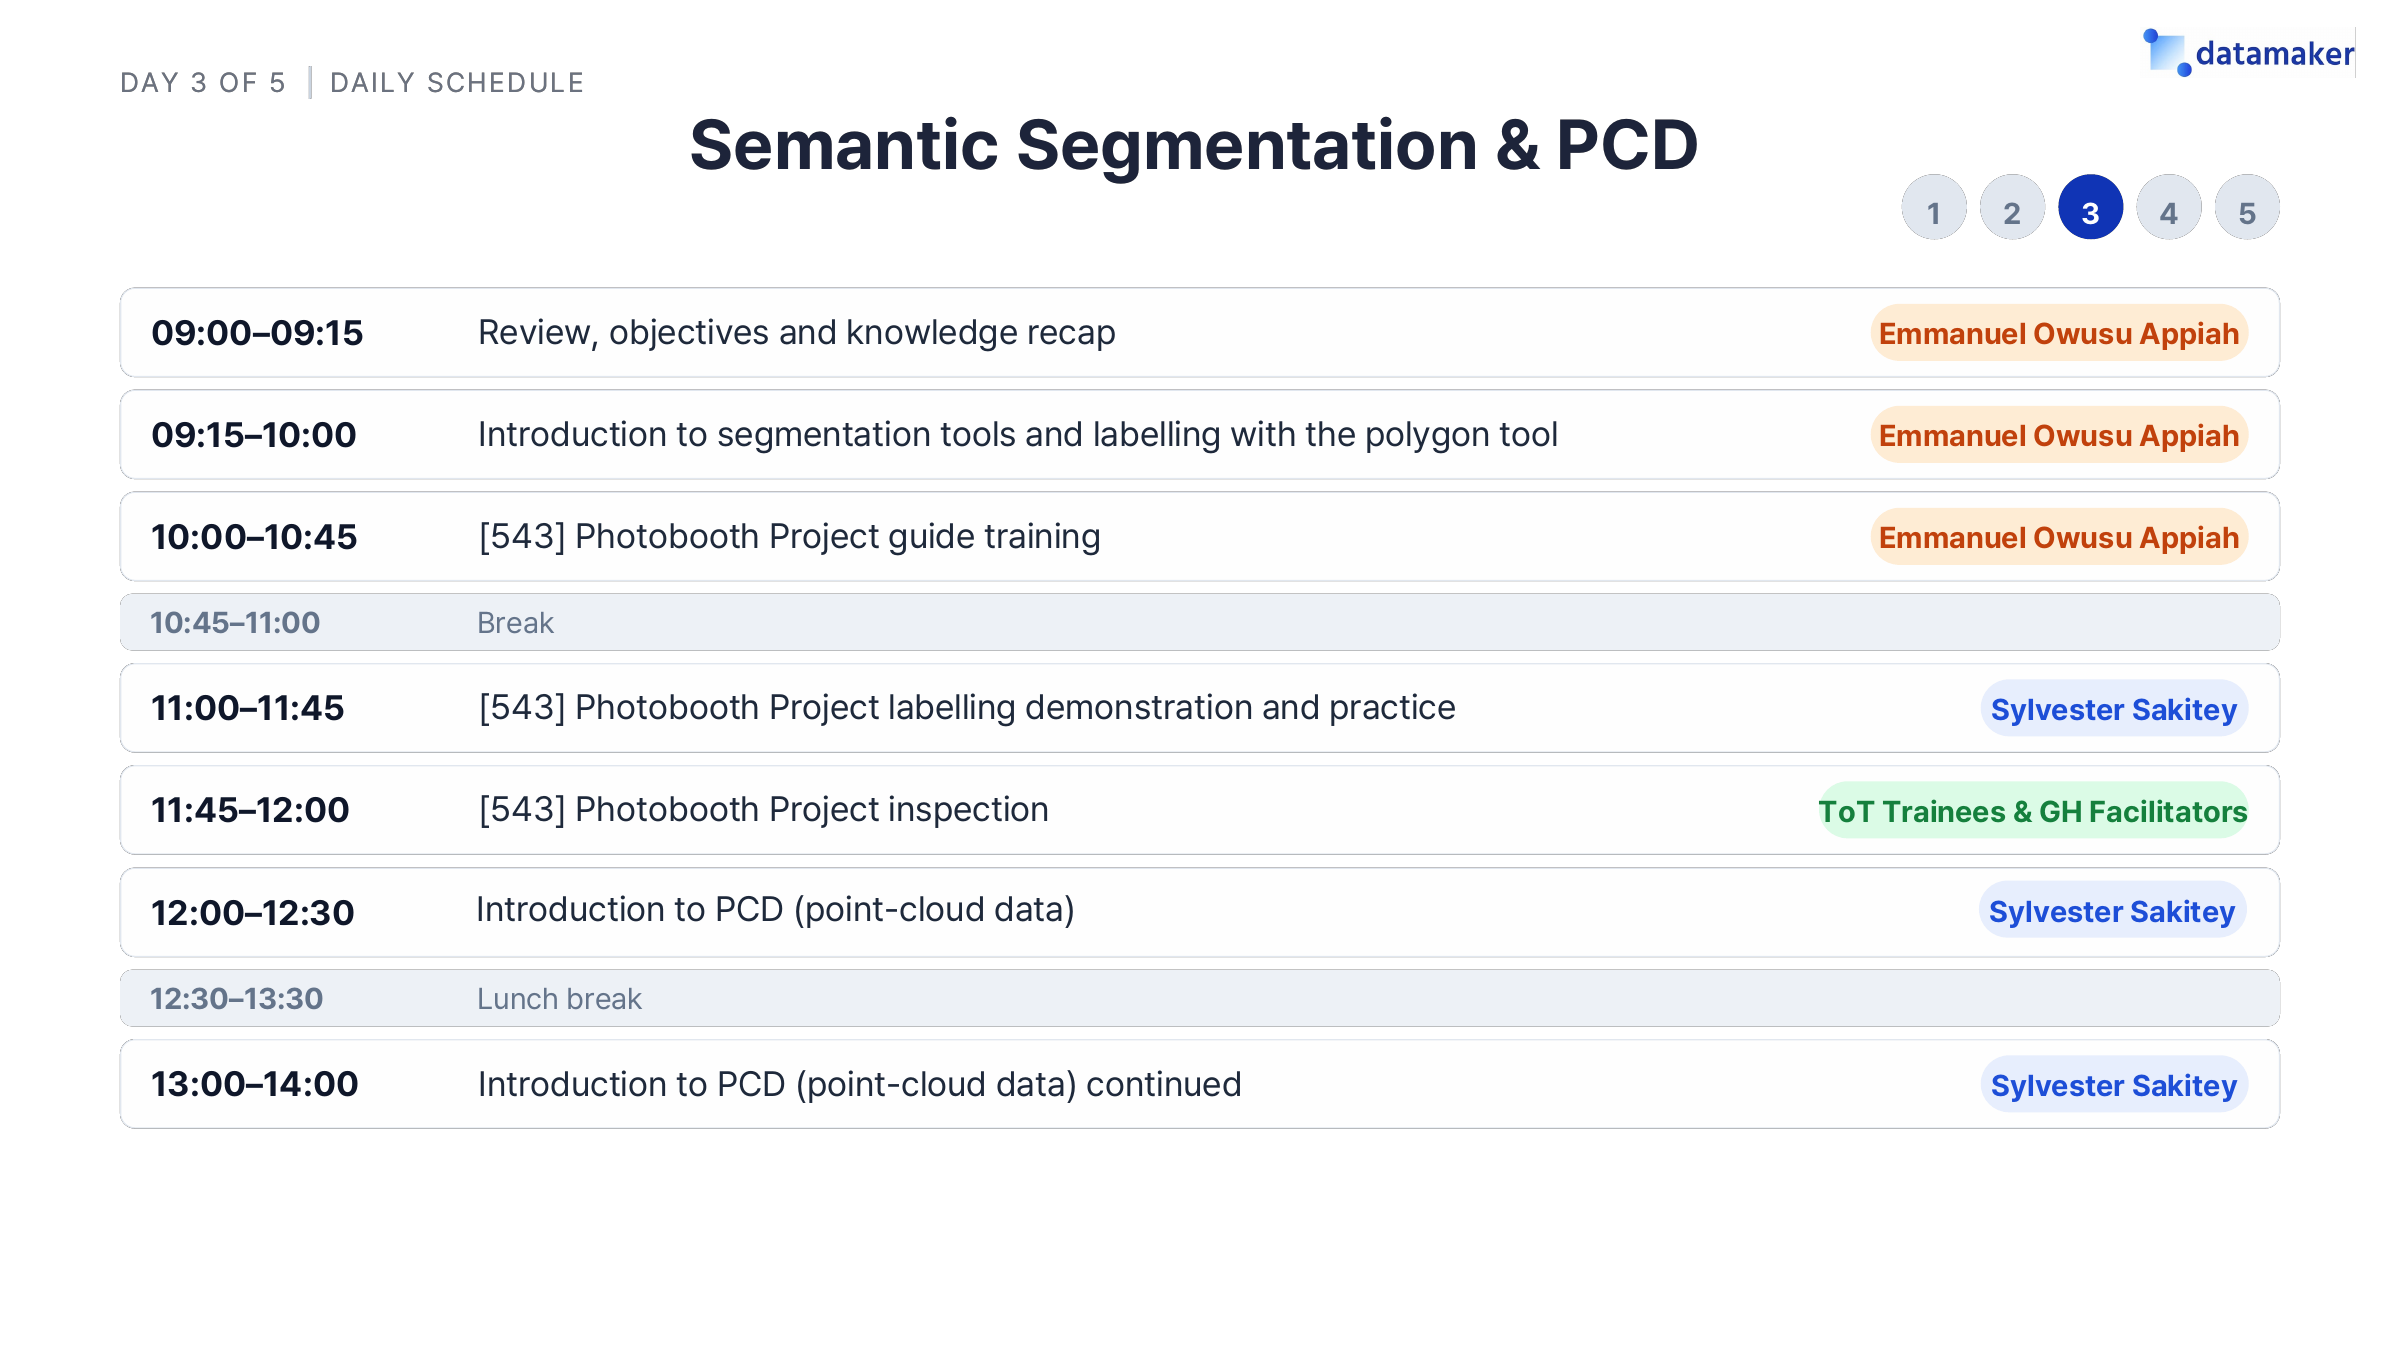 datamaker
DAY 3 OF 5 | DAILY SCHEDULE
Semantic Segmentation & PCD
1 2 3 4 5
09:00–09:15 Review, objectives and knowledge recap Emmanuel Owusu Appiah
09:15–10:00 Introduction to segmentation tools and labelling with the polygon tool Emmanuel Owusu Appiah
10:00–10:45 [543] Photobooth Project guide training Emmanuel Owusu Appiah
10:45–11:00 Break
11:00–11:45 [543] Photobooth Project labelling demonstration and practice Sylvester Sakitey
11:45–12:00 [543] Photobooth Project inspection ToT Trainees & GH Facilitators
12:00–12:30 Introduction to PCD (point-cloud data) Sylvester Sakitey
12:30–13:30 Lunch break
13:00–14:00 Introduction to PCD (point-cloud data) continued Sylvester Sakitey